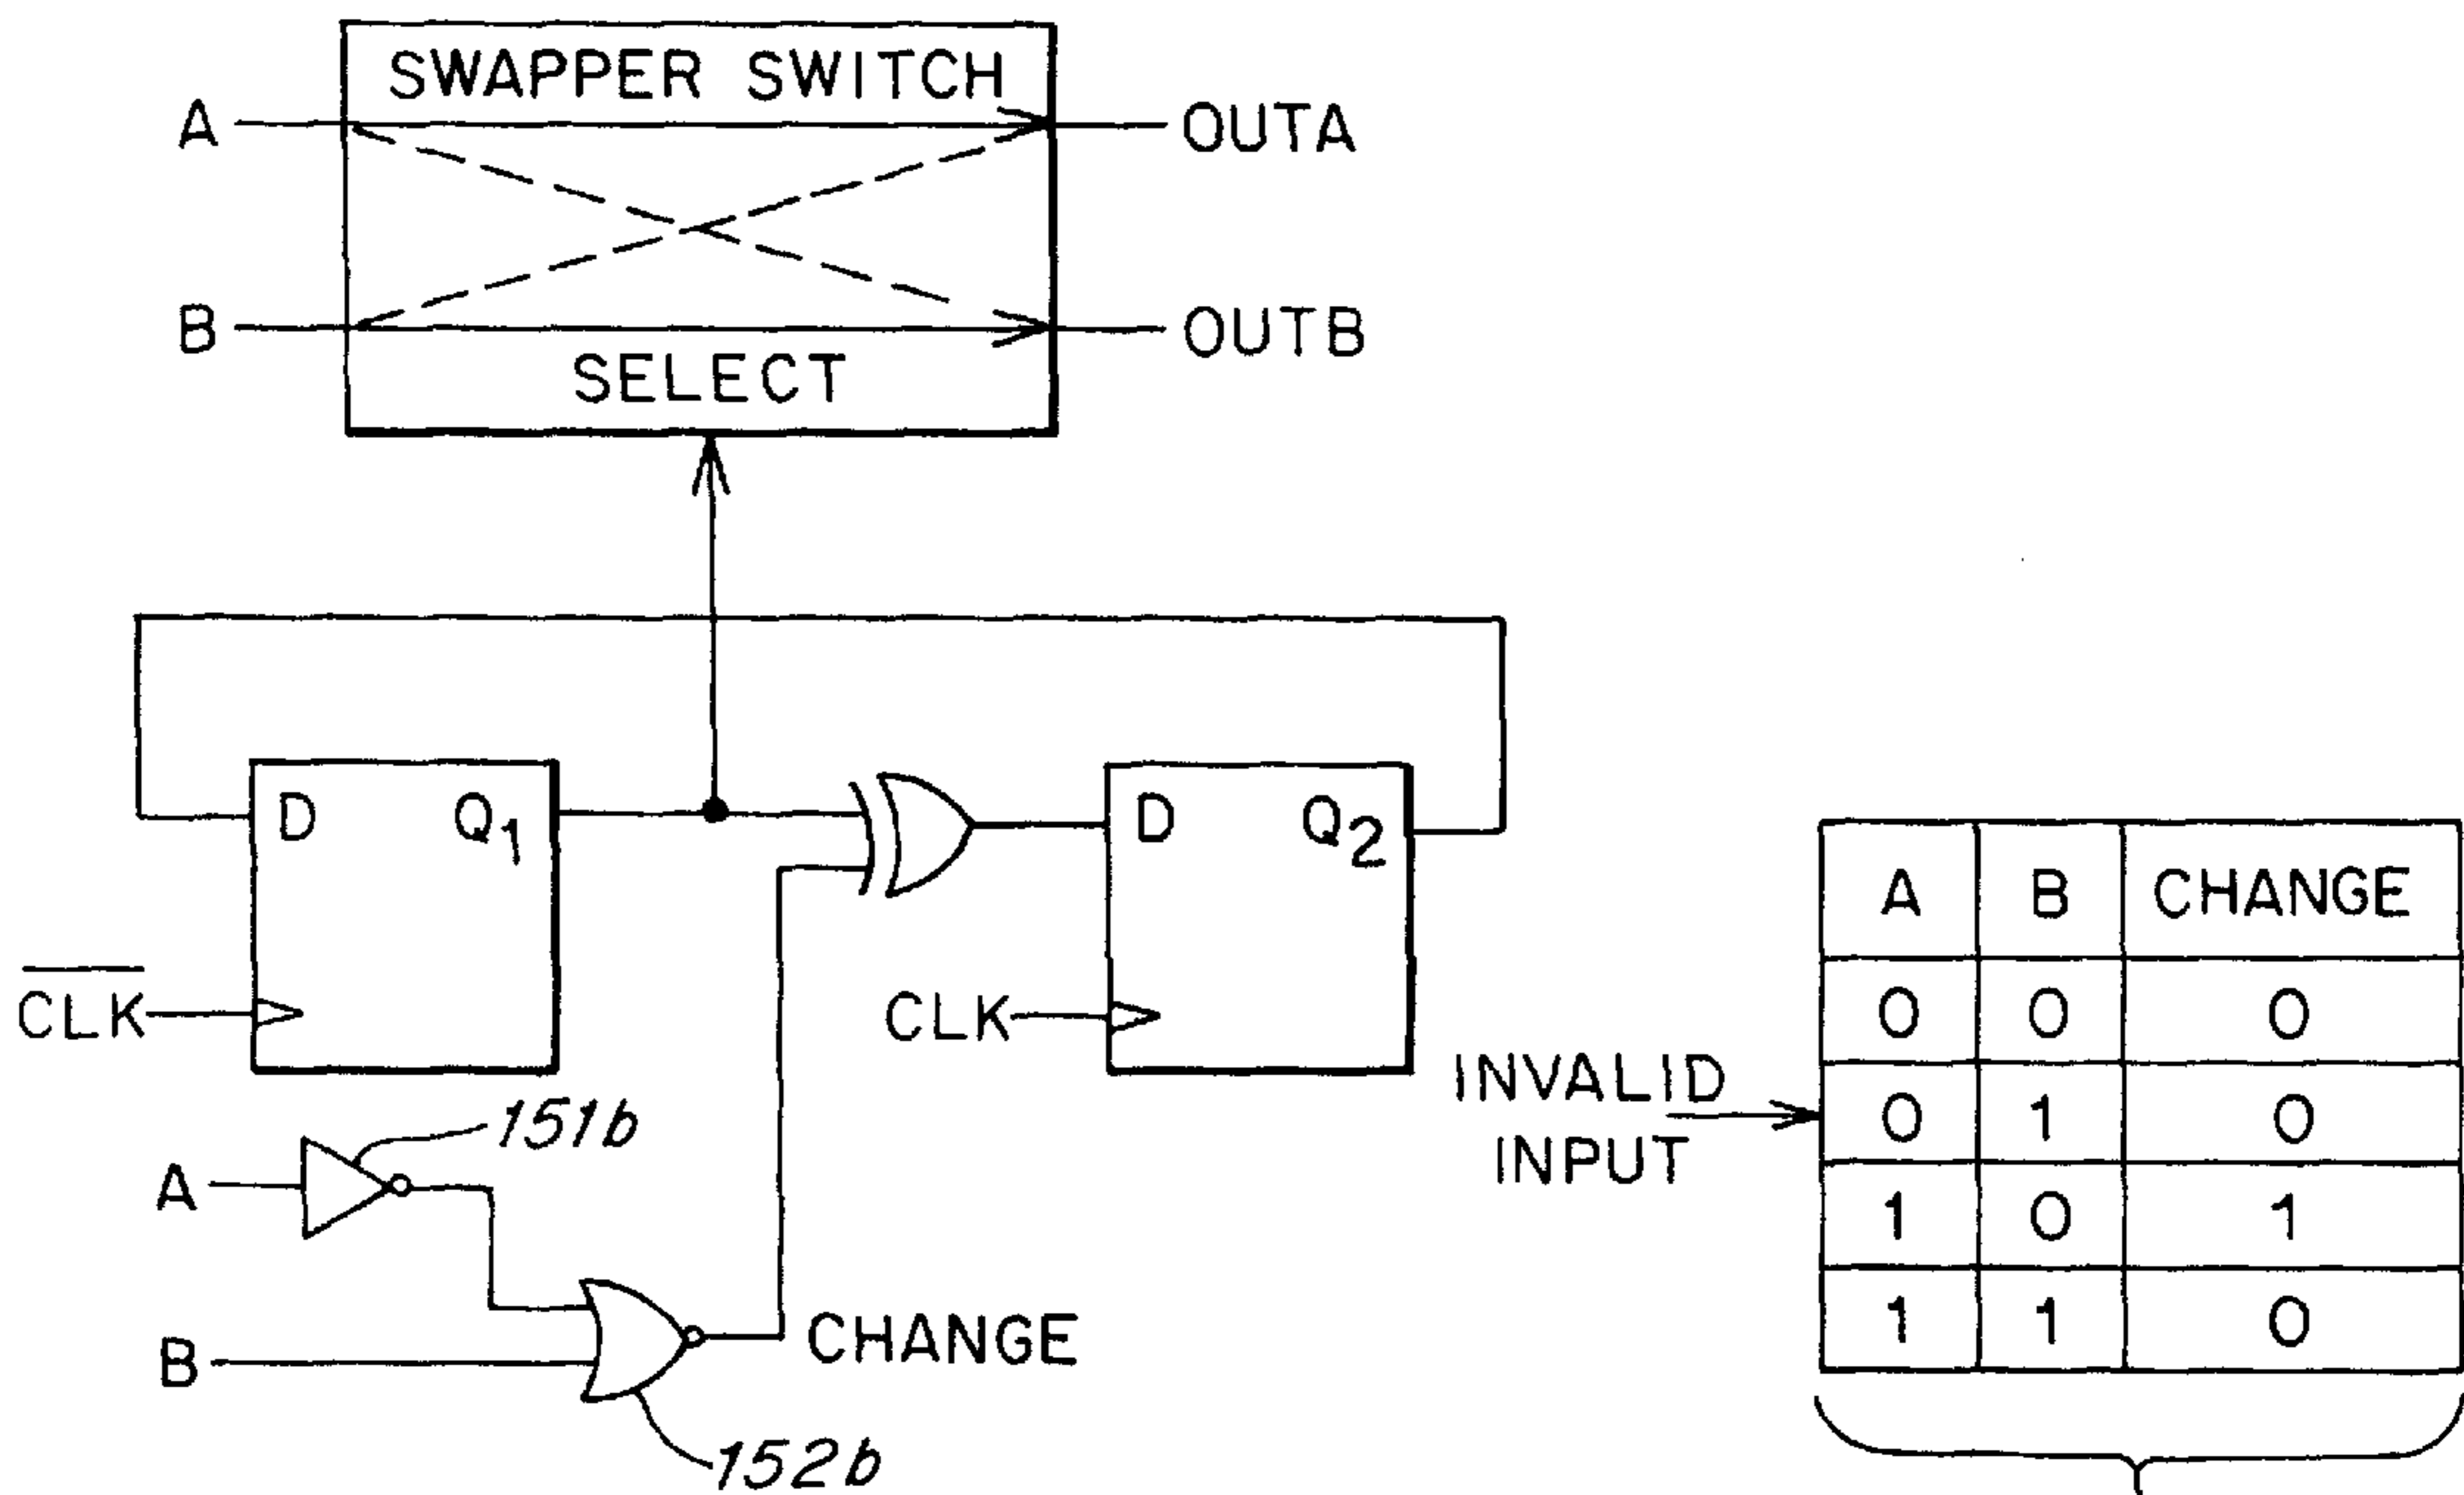 SWAPPER SWITCH
A
OUTA
B
OUTB
SELECT
D
Q1
D
Q2
CLK
CLK
A
151b
B
CHANGE
152b
INVALID
INPUT
A B CHANGE
0 0 0
0 1 0
1 0 1
1 1 0